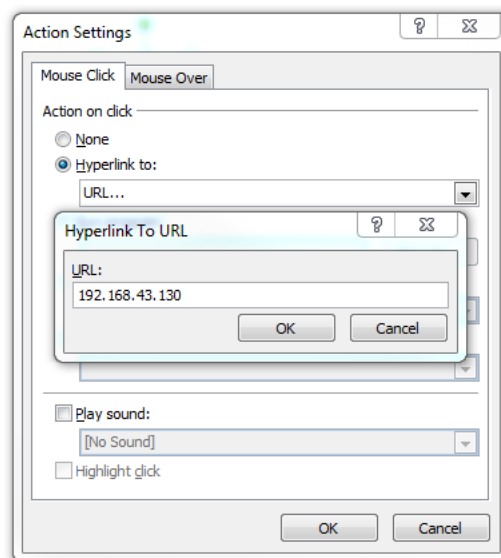 Action Settings
Mouse Click Mouse Over
Action on click
None
Hyperlink to:
URL...
Hyperlink To URL
URL:
192.168.43.130
OK Cancel
Play sound:
[No Sound]
Highlight click
OK Cancel